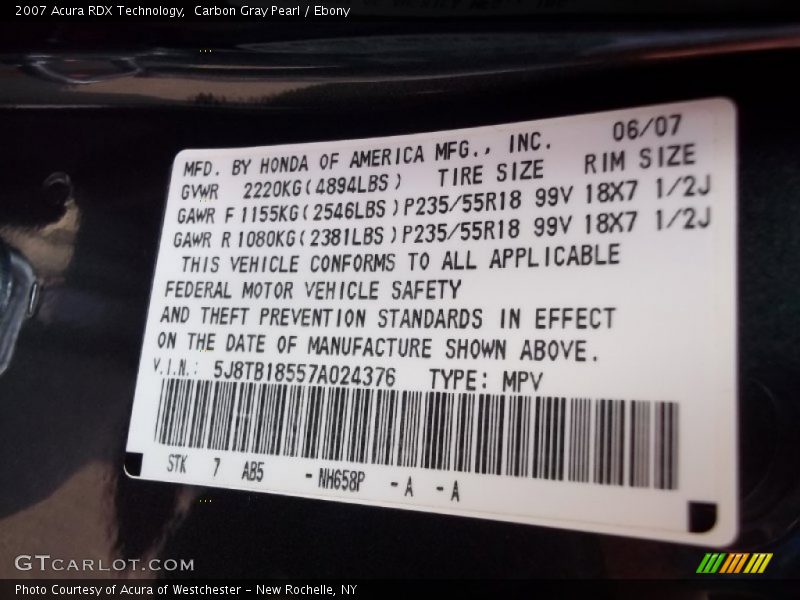 2007 Acura RDX Technology,  Carbon Gray Pearl / Ebony
06/07
MFD. BY HONDA OF AMERICA MFG., INC.
GVWR 2220KG(4894LBS) TIRE SIZE RIM SIZE
GAWR F 1155KG(2546LBS) P235/55R18 99V 18X7 1/2J
GAWR R 1080KG(2381LBS) P235/55R18 99V 18X7 1/2J
THIS VEHICLE CONFORMS TO ALL APPLICABLE
FEDERAL MOTOR VEHICLE SAFETY
AND THEFT PREVENTION STANDARDS IN EFFECT
ON THE DATE OF MANUFACTURE SHOWN ABOVE.
V.I.N.: 5J8TB18557A024376 TYPE: MPV
STK 7 AB5 -NH658P -A -A
GTCARLOT.COM
Photo Courtesy of Acura of Westchester - New Rochelle, NY